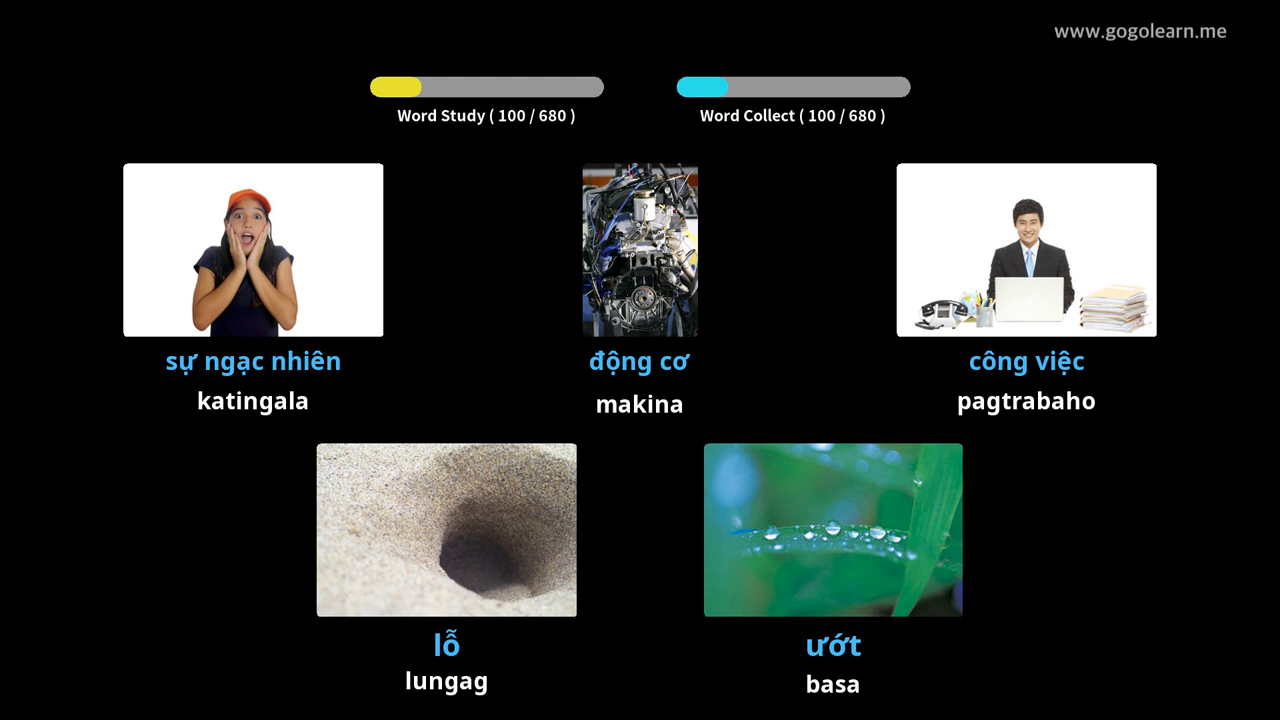 www.gogolearn.me
Word Study ( 100 / 680 )
Word Collect ( 100 / 680 )
sự ngạc nhiên
katingala
động cơ
makina
công việc
pagtrabaho
lỗ
lungag
ướt
basa